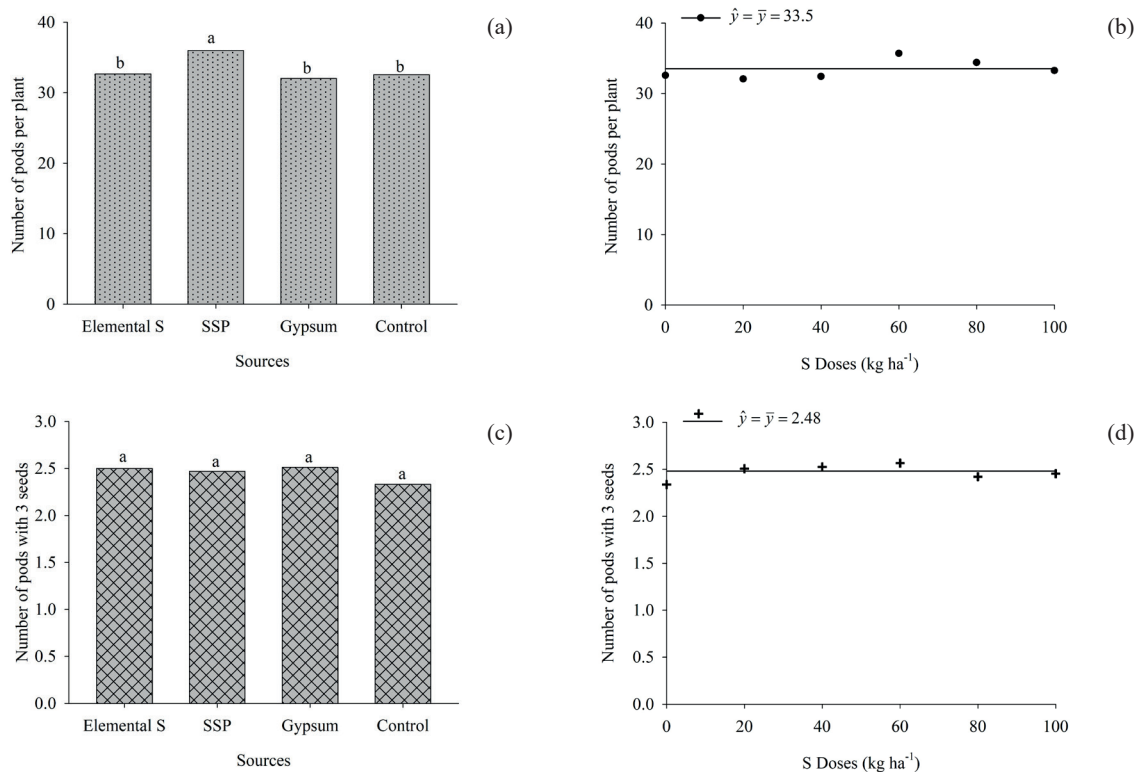 (a)
Number of pods per plant
40
30
20
10
0
b
a
b
b
Elemental S
SSP
Gypsum
Control
Sources
(b)
ŷ = ȳ = 33.5
Number of pods per plant
40
30
20
10
0
0
20
40
60
80
100
S Doses (kg ha⁻¹)
(c)
Number of pods with 3 seeds
3.0
2.5
2.0
1.5
1.0
0.5
0.0
a
a
a
a
Elemental S
SSP
Gypsum
Control
Sources
(d)
ŷ = ȳ = 2.48
Number of pods with 3 seeds
3.0
2.5
2.0
1.5
1.0
0.5
0.0
0
20
40
60
80
100
S Doses (kg ha⁻¹)